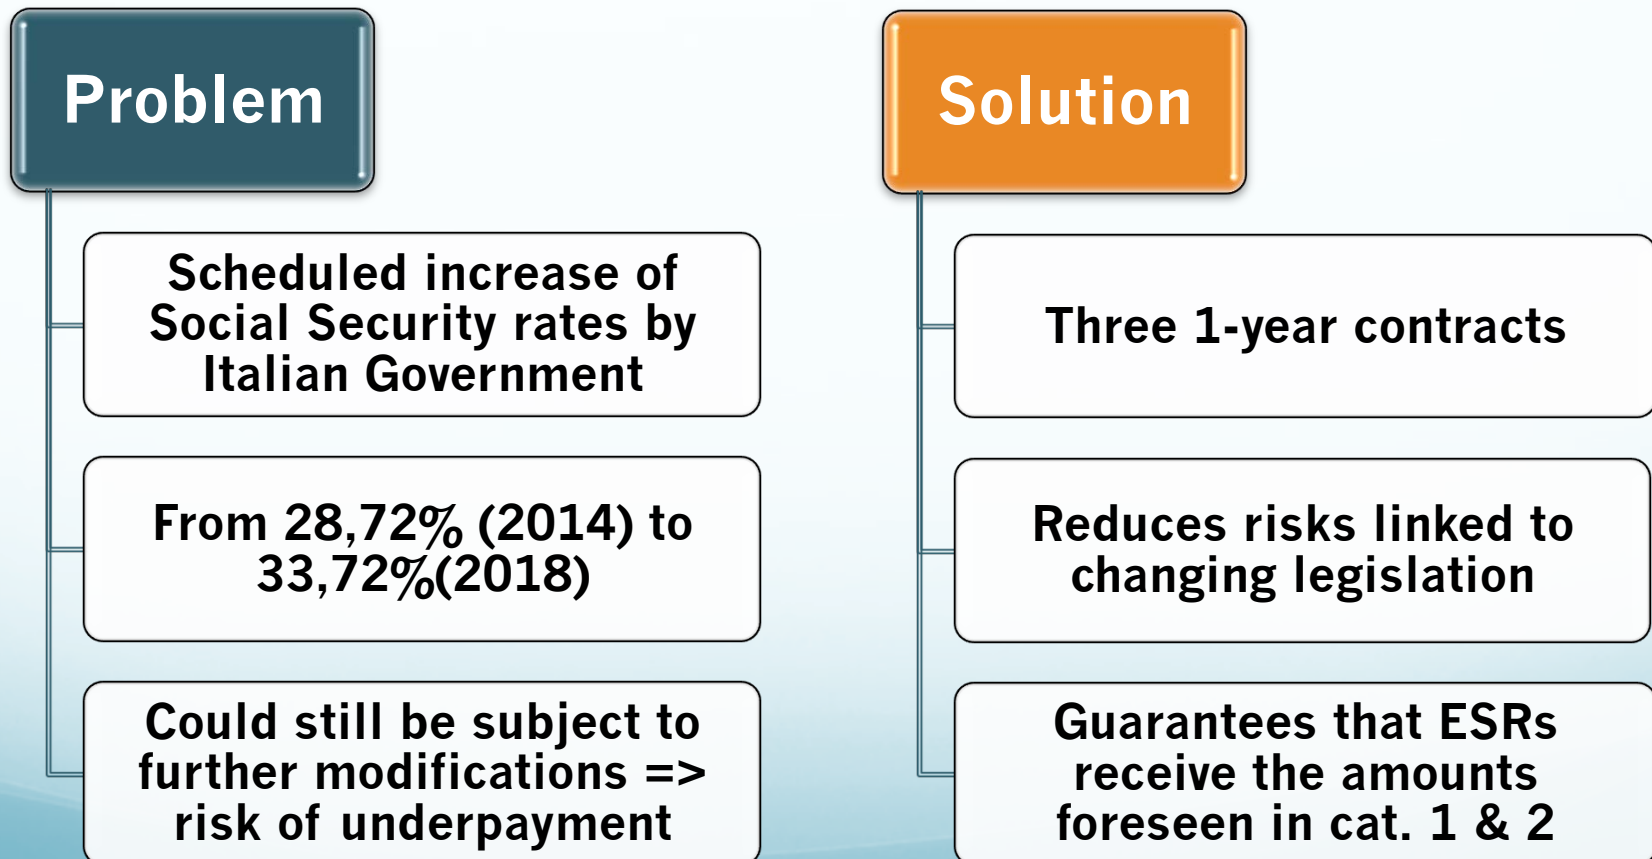 Problem
Scheduled increase of
Social Security rates by
Italian Government
From 28,72% (2014) to
33,72%(2018)
Could still be subject to
further modifications =>
risk of underpayment
Solution
Three 1-year contracts
Reduces risks linked to
changing legislation
Guarantees that ESRs
receive the amounts
foreseen in cat. 1 & 2